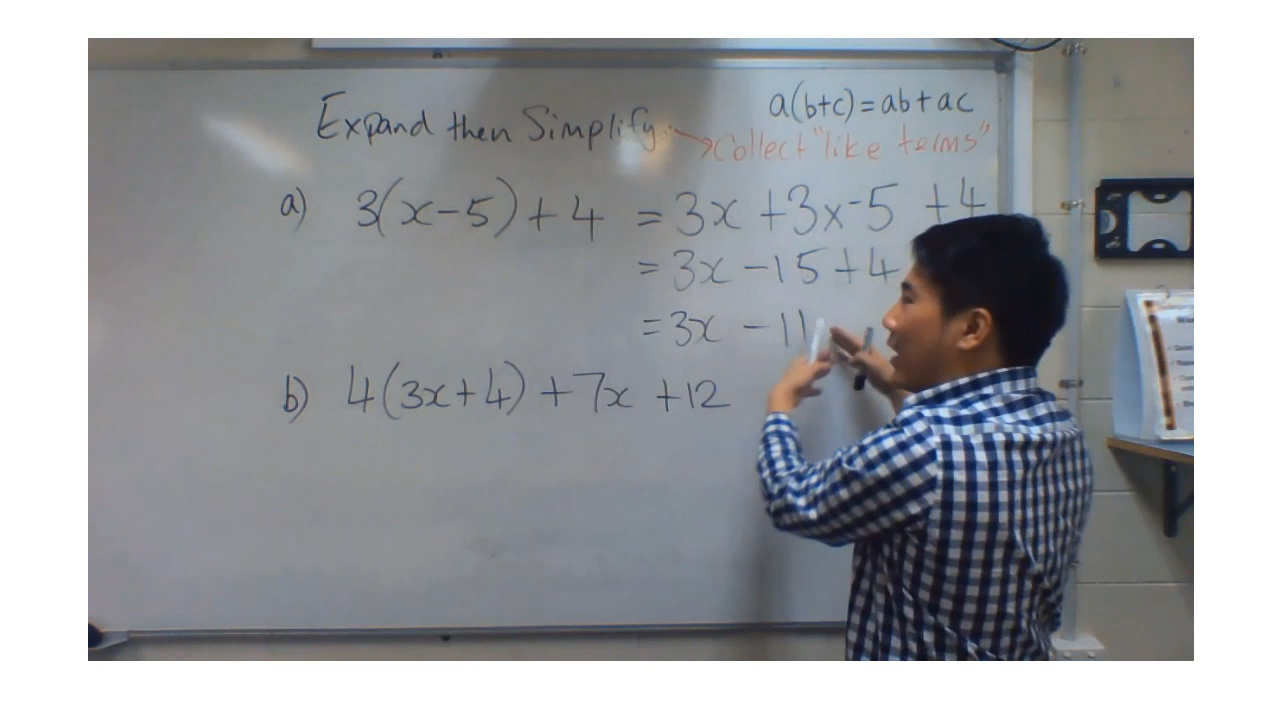 Expand then Simplify. → Collect "like terms"
a(b+c)=ab+ac
a) 3(x-5)+4 = 3x +3x-5 +4
= 3x -15+4
= 3x -11
b) 4(3x+4)+7x +12